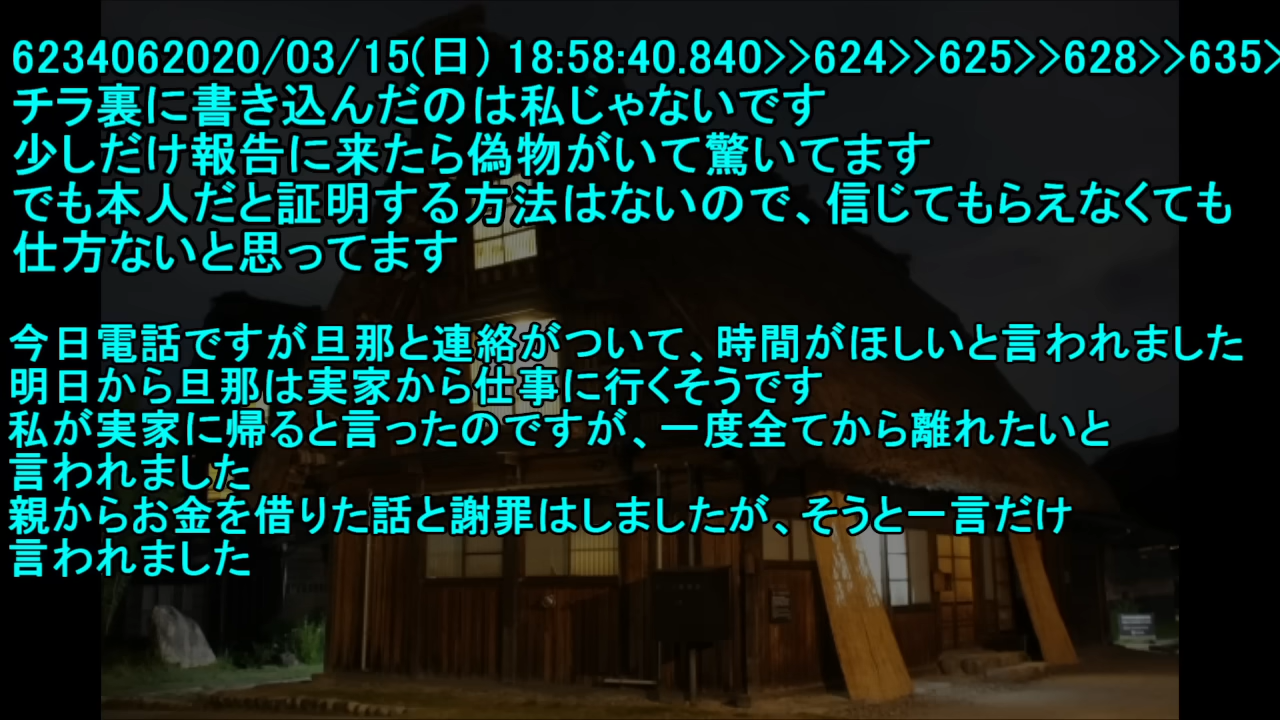 6234062020/03/15(日) 18:58:40.840>>624>>625>>628>>635>
チラ裏に書き込んだのは私じゃないです
少しだけ報告に来たら偽物がいて驚いてます
でも本人だと証明する方法はないので、信じてもらえなくても
仕方ないと思ってます
今日電話ですが旦那と連絡がついて、時間がほしいと言われました
明日から旦那は実家から仕事に行くそうです
私が実家に帰ると言ったのですが、一度全てから離れたいと
言われました
親からお金を借りた話と謝罪はしましたが、そうと一言だけ
言われました